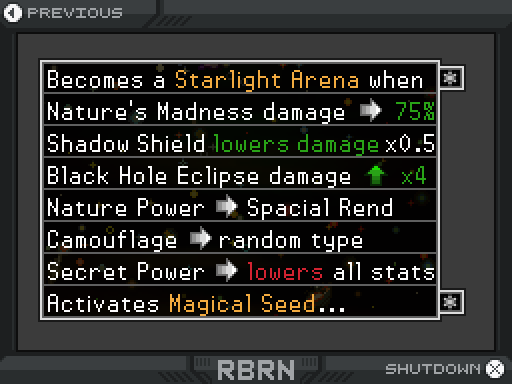 PREVIOUS
Becomes a Starlight Arena when
Nature's Madness damage ➡ 75%
Shadow Shield lowers damage x0.5
Black Hole Eclipse damage ⬆ x4
Nature Power ➡ Spacial Rend
Camouflage ➡ random type
Secret Power ➡ lowers all stats
Activates Magical Seed...
RBRN
SHUTDOWN